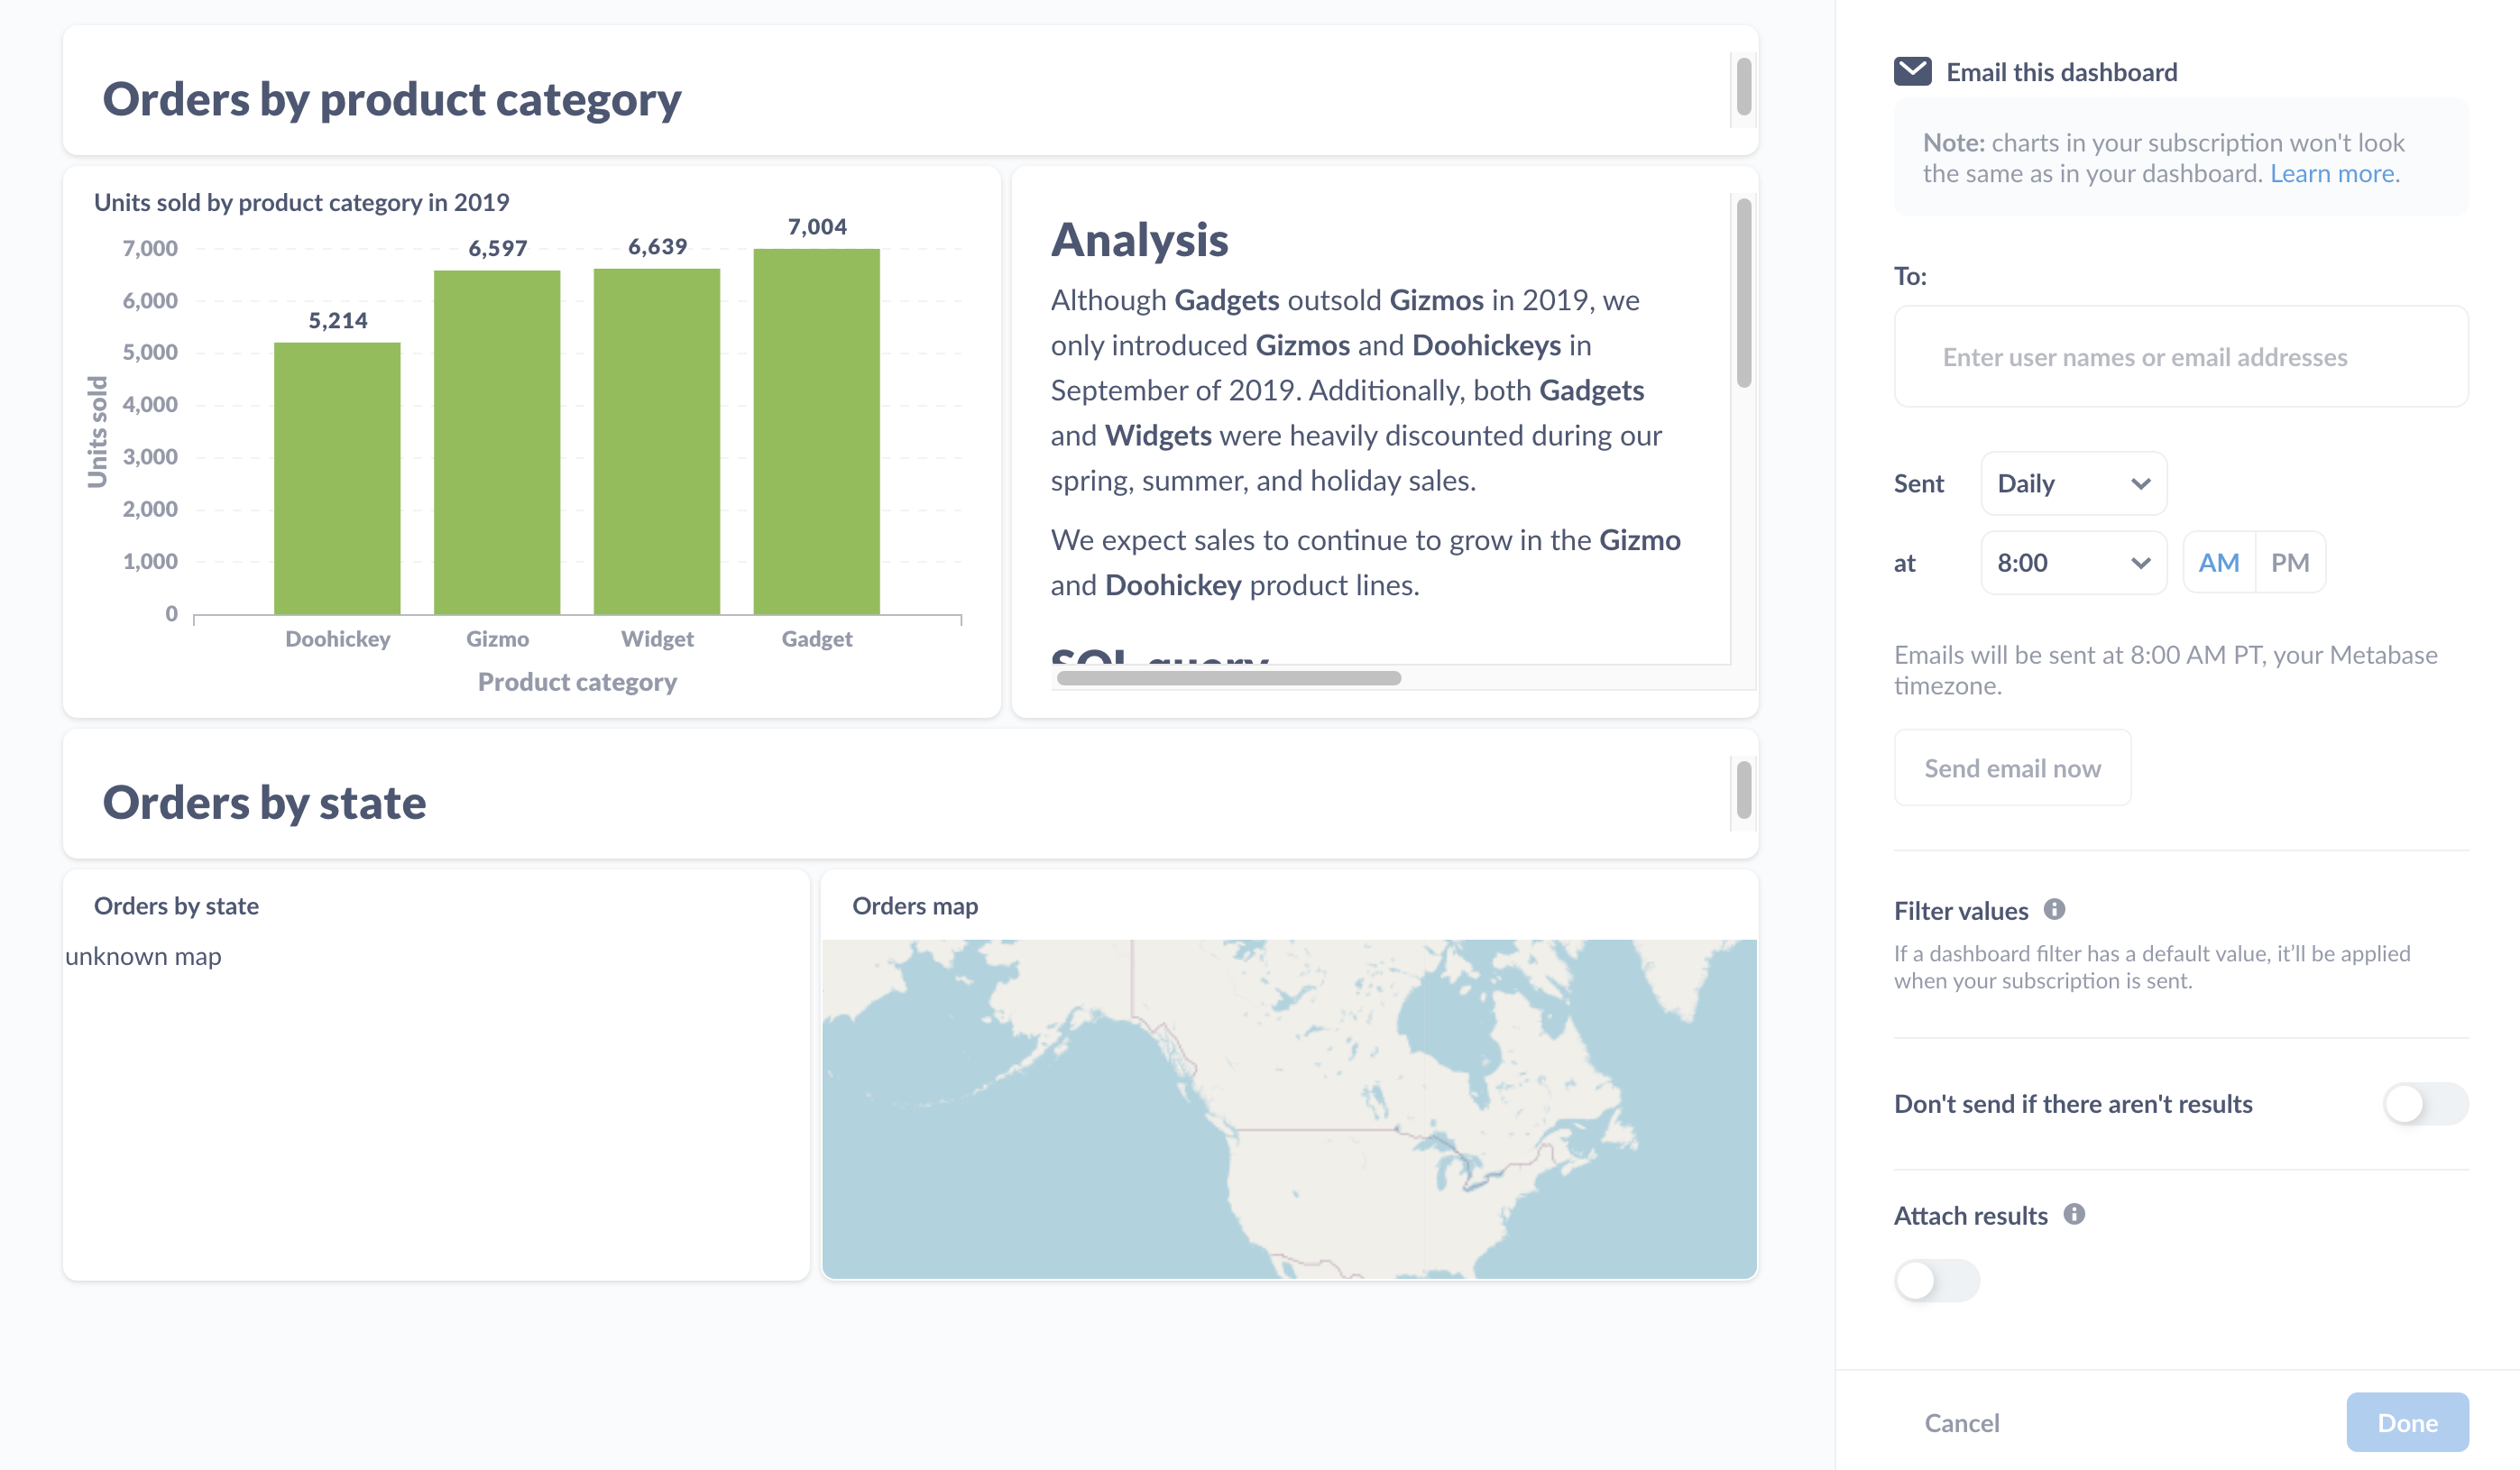 Orders by product category
Units sold by product category in 2019
7,000
6,000
5,000
4,000
3,000
2,000
1,000
0
Units sold
5,214
6,597
6,639
7,004
Doohickey
Gizmo
Widget
Gadget
Product category
Analysis
Although Gadgets outsold Gizmos in 2019, we
only introduced Gizmos and Doohickeys in
September of 2019. Additionally, both Gadgets
and Widgets were heavily discounted during our
spring, summer, and holiday sales.
We expect sales to continue to grow in the Gizmo
and Doohickey product lines.
SQL query
Orders by state
Orders by state
unknown map
Orders map
Email this dashboard
Note: charts in your subscription won't look
the same as in your dashboard. Learn more.
To:
Enter user names or email addresses
Sent
Daily
at
8:00
AM
PM
Emails will be sent at 8:00 AM PT, your Metabase
timezone.
Send email now
Filter values
If a dashboard filter has a default value, it’ll be applied
when your subscription is sent.
Don't send if there aren't results
Attach results
Cancel
Done